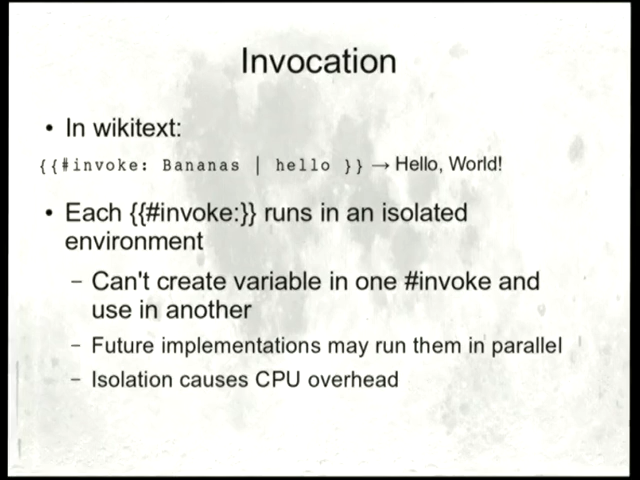 Invocation
• In wikitext:
{{#invoke: Bananas | hello }} → Hello, World!
• Each {{#invoke:}} runs in an isolated
environment
– Can't create variable in one #invoke and
use in another
– Future implementations may run them in parallel
– Isolation causes CPU overhead